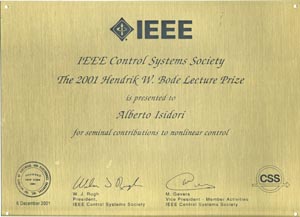 IEEE
IEEE Control Systems Society
The 2001 Hendrik W. Bode Lecture Prize
is presented to
Alberto Isidori
for seminal contributions to nonlinear control
W. J. Rugh
President,
IEEE Control Systems Society
M. Gevers
Vice President - Member Activities
IEEE Control Systems Society
CSS
6 December 2001